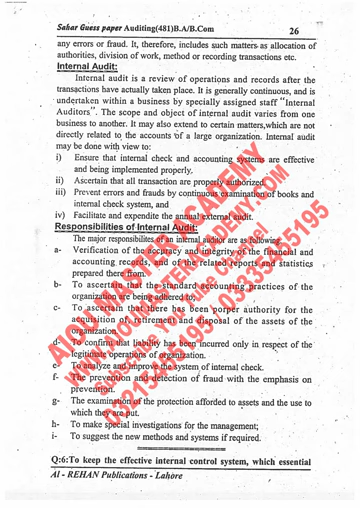 Sahar Guess paper Auditing(481)B.A/B.Com 26
any errors or fraud. It, therefore, includes such matters as allocation of
authorities, division of work, method or recording transactions etc.
Internal Audit:
Internal audit is a review of operations and records after the
transactions have actually taken place. It is generally continuous, and is
undertaken within a business by specially assigned staff "Internal
Auditors". The scope and object of internal audit varies from one
business to another. It may also extend to certain matters,which are not
directly related to the accounts of a large organization. Internal audit
may be done with view to:
i) Ensure that internal check and accounting systems are effective
and being implemented properly,
ii) Ascertain that all transaction are properly authorized,
iii) Prevent errors and frauds by continuous examination of books and
internal check system, and
iv) Facilitate and expendite the annual external audit.
Responsibilities of Internal Audit:
The major responsibilites of an internal auditor are as following:
a- Verification of the accuracy and integrity of the financial and
accounting records, and of the related reports and statistics
prepared there from.
b- To ascertain that the standard accounting practices of the
organization are being adhered to;
c- To ascertain that there has been porper authority for the
acquisition of, retirement and disposal of the assets of the
organization.
d- To confirm that liability has been incurred only in respect of the
legitimate operations of organization.
e- To analyze and improve the system of internal check.
f- The prevention and detection of fraud with the emphasis on
prevention.
g- The examination of the protection afforded to assets and the use to
which they are put.
h- To make special investigations for the management;
i- To suggest the new methods and systems if required.
Q:6:To keep the effective internal control system, which essential
Al - REHAN Publications - Lahore